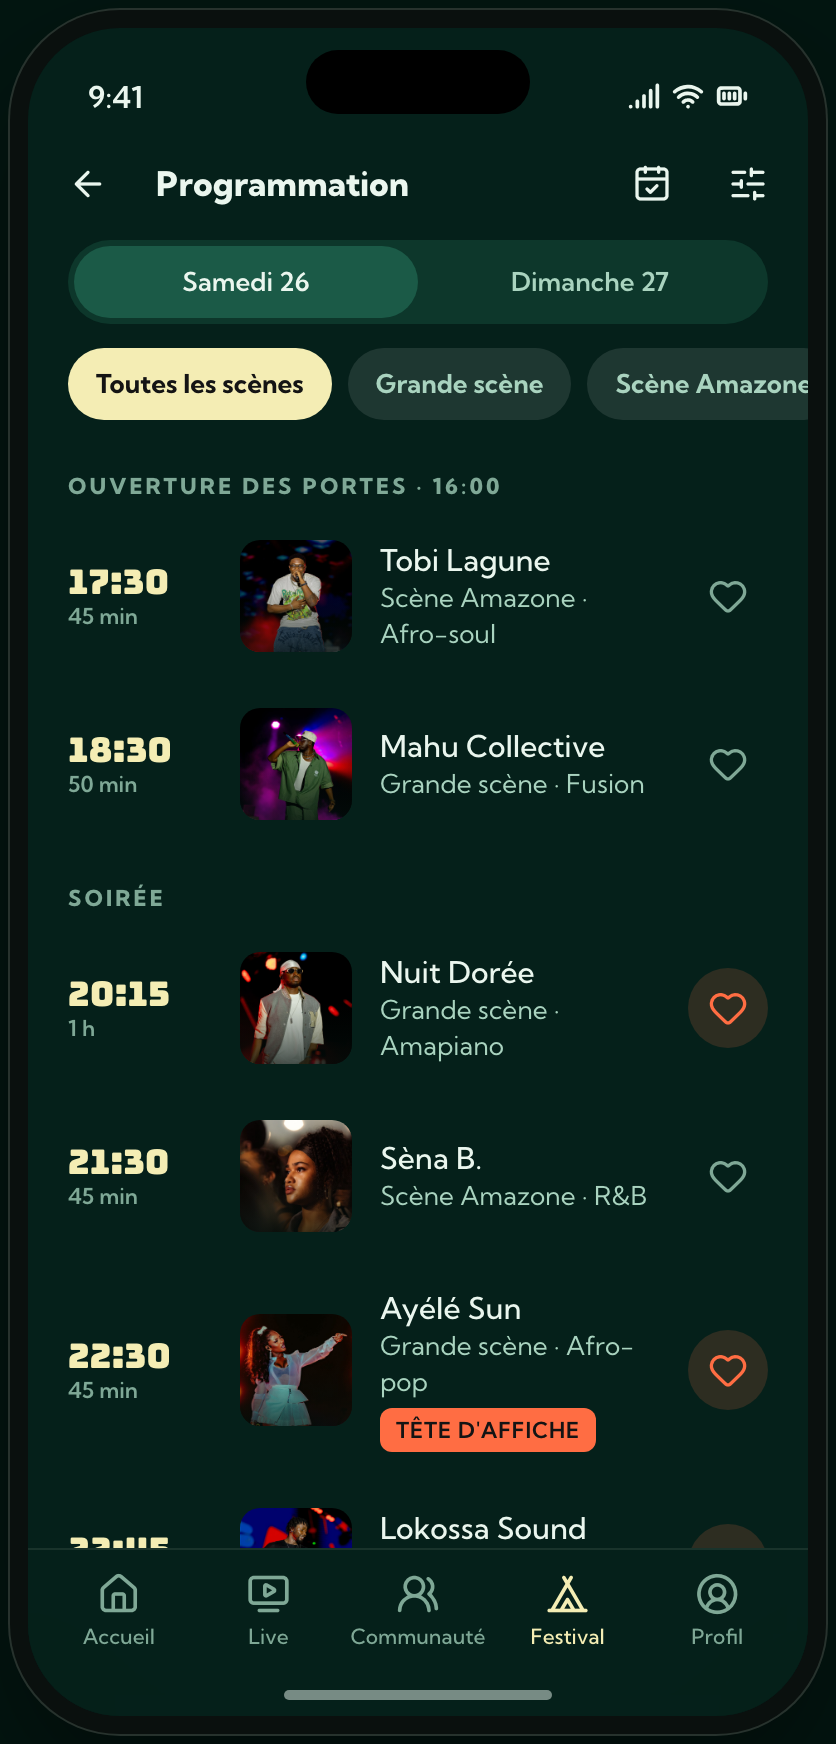 9:41
Programmation
Samedi 26
Dimanche 27
Toutes les scènes
Grande scène
Scène Amazone
OUVERTURE DES PORTES · 16:00
17:30
45 min
Tobi Lagune
Scène Amazone ·
Afro-soul
18:30
50 min
Mahu Collective
Grande scène · Fusion
SOIRÉE
20:15
1 h
Nuit Dorée
Grande scène ·
Amapiano
21:30
45 min
Sèna B.
Scène Amazone · R&B
22:30
45 min
Ayélé Sun
Grande scène · Afro-
pop
TÊTE D'AFFICHE
Lokossa Sound
Accueil
Live
Communauté
Festival
Profil